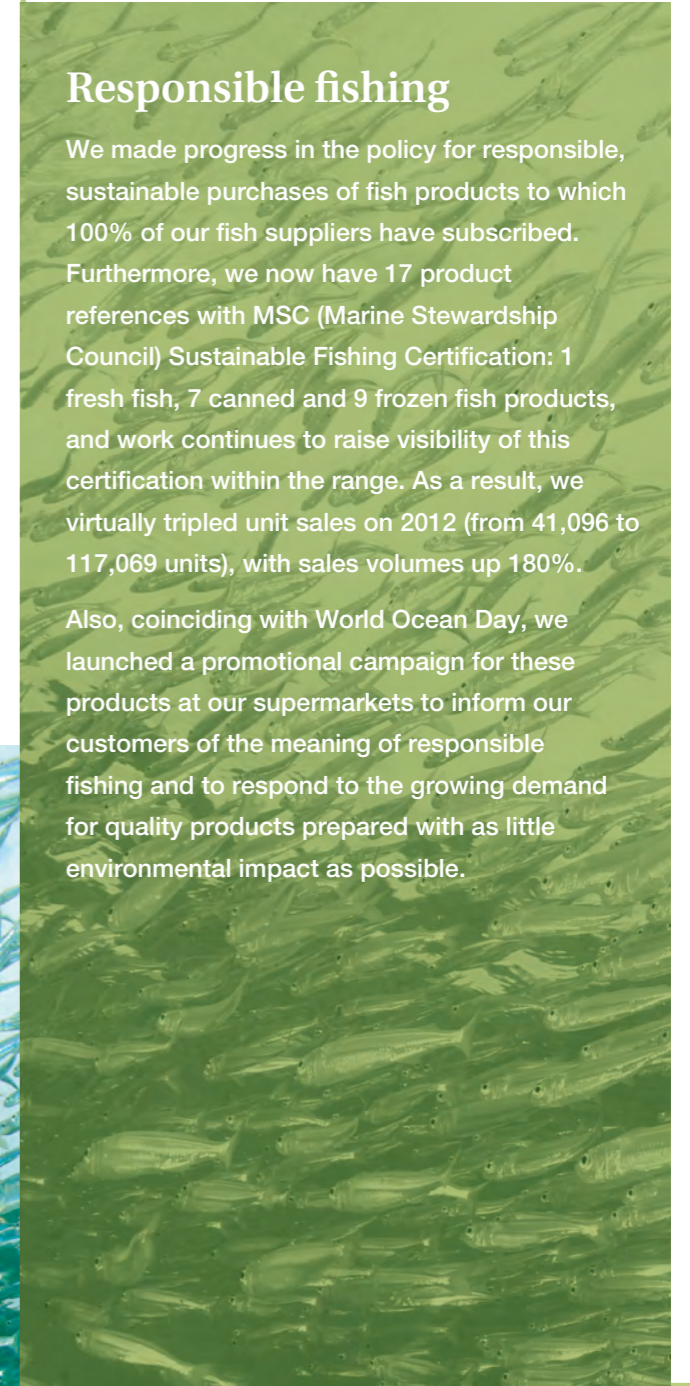 Responsible fishing
We made progress in the policy for responsible,
sustainable purchases of fish products to which
100% of our fish suppliers have subscribed.
Furthermore, we now have 17 product
references with MSC (Marine Stewardship
Council) Sustainable Fishing Certification: 1
fresh fish, 7 canned and 9 frozen fish products,
and work continues to raise visibility of this
certification within the range. As a result, we
virtually tripled unit sales on 2012 (from 41,096 to
117,069 units), with sales volumes up 180%.
Also, coinciding with World Ocean Day, we
launched a promotional campaign for these
products at our supermarkets to inform our
customers of the meaning of responsible
fishing and to respond to the growing demand
for quality products prepared with as little
environmental impact as possible.